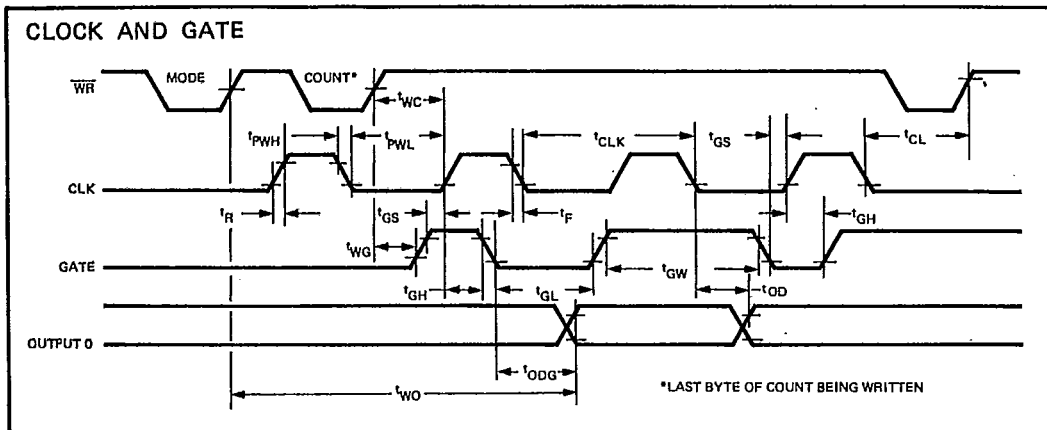 CLOCK AND GATE
WR
MODE
COUNT*
tWC
tPWH
tPWL
tCLK
tGS
tCL
CLK
tR
tGS
tF
tGH
tWG
GATE
tGH
tGL
tGW
tOD
OUTPUT O
tODG
tWO
*LAST BYTE OF COUNT BEING WRITTEN